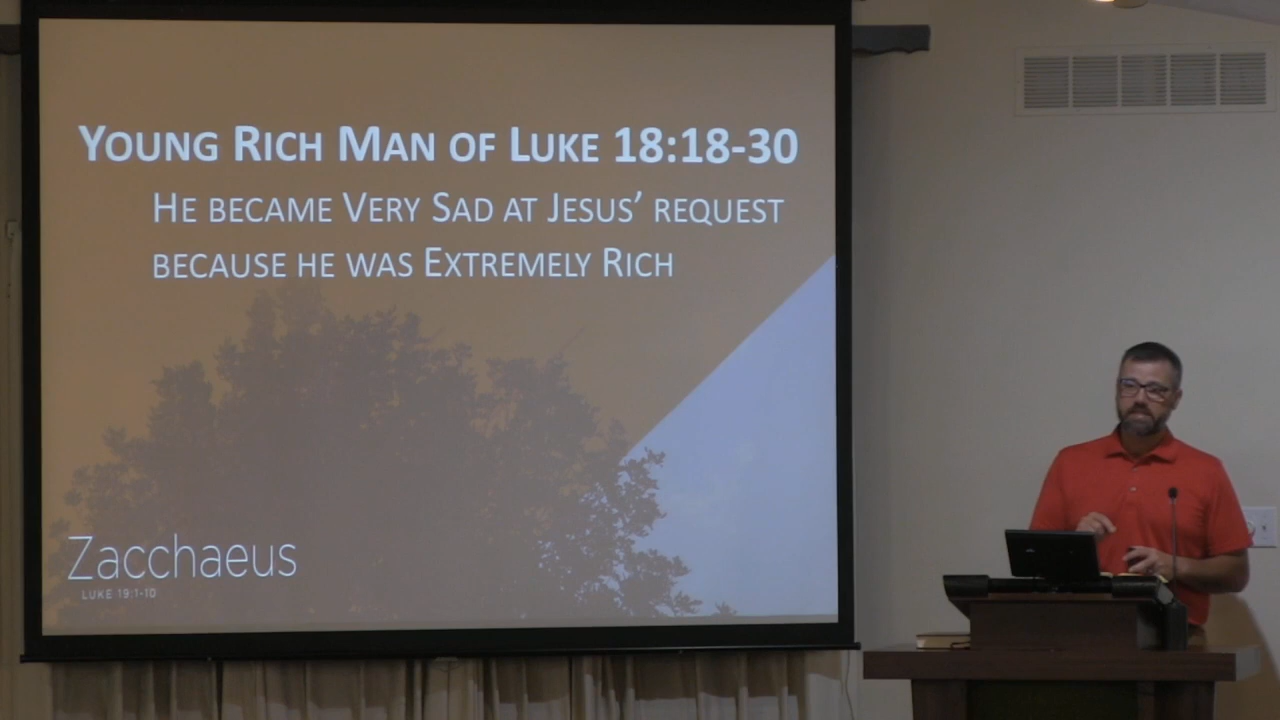 Young Rich Man of Luke 18:18-30
He became Very Sad at Jesus’ request
because he was Extremely Rich
Zacchaeus
LUKE 19:1-10